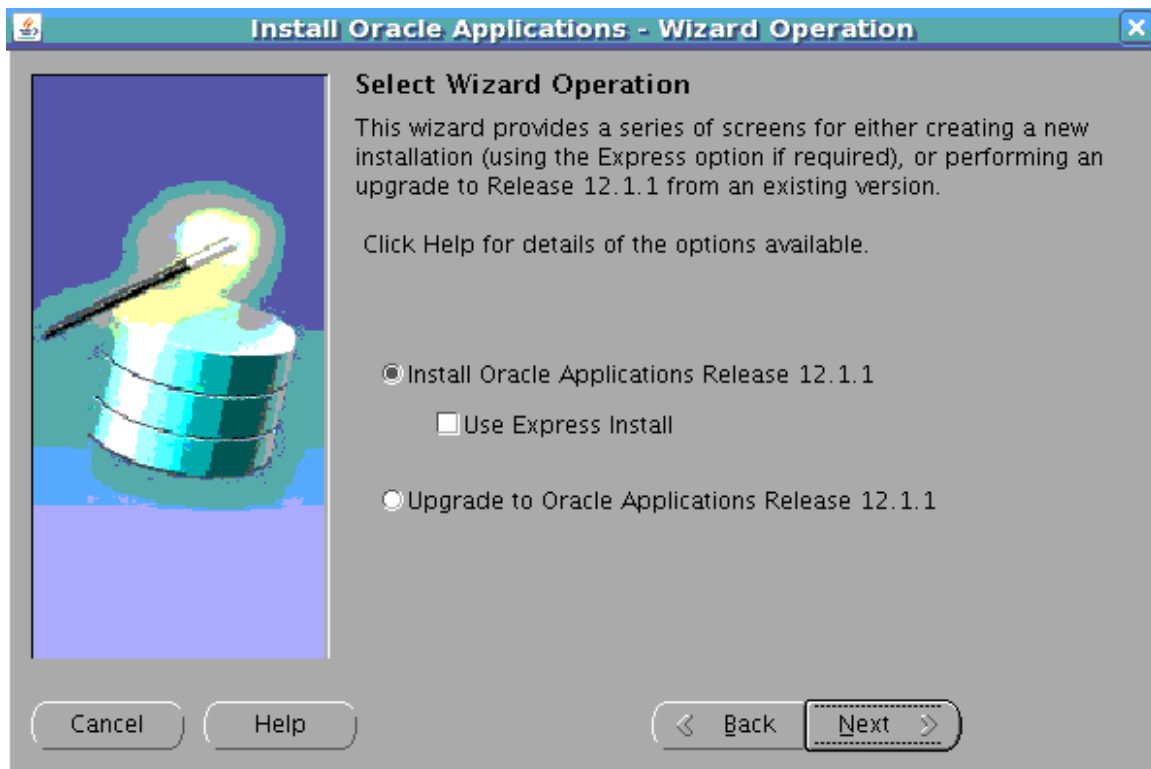 Install Oracle Applications - Wizard Operation
Select Wizard Operation
This wizard provides a series of screens for either creating a new
installation (using the Express option if required), or performing an
upgrade to Release 12.1.1 from an existing version.
Click Help for details of the options available.
Install Oracle Applications Release 12.1.1
Use Express Install
Upgrade to Oracle Applications Release 12.1.1
Cancel Help Back Next